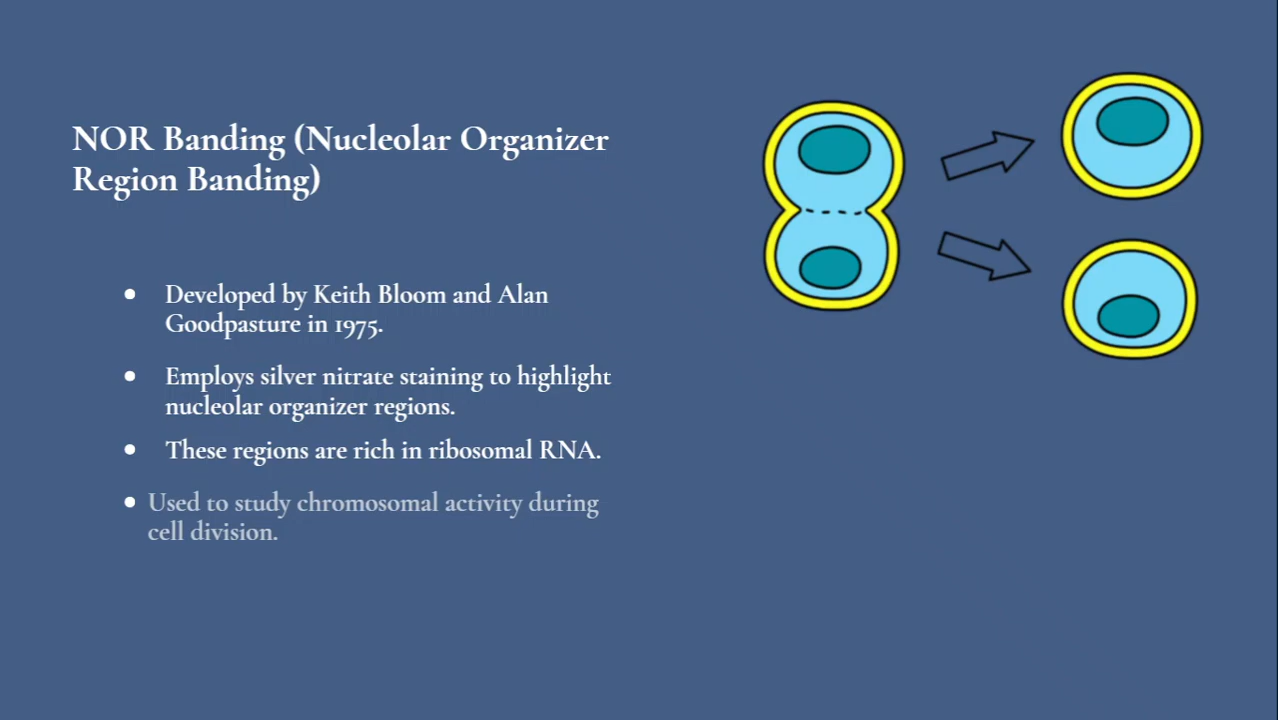 NOR Banding (Nucleolar Organizer
Region Banding)
• Developed by Keith Bloom and Alan
Goodpasture in 1975.
• Employs silver nitrate staining to highlight
nucleolar organizer regions.
• These regions are rich in ribosomal RNA.
• Used to study chromosomal activity during
cell division.